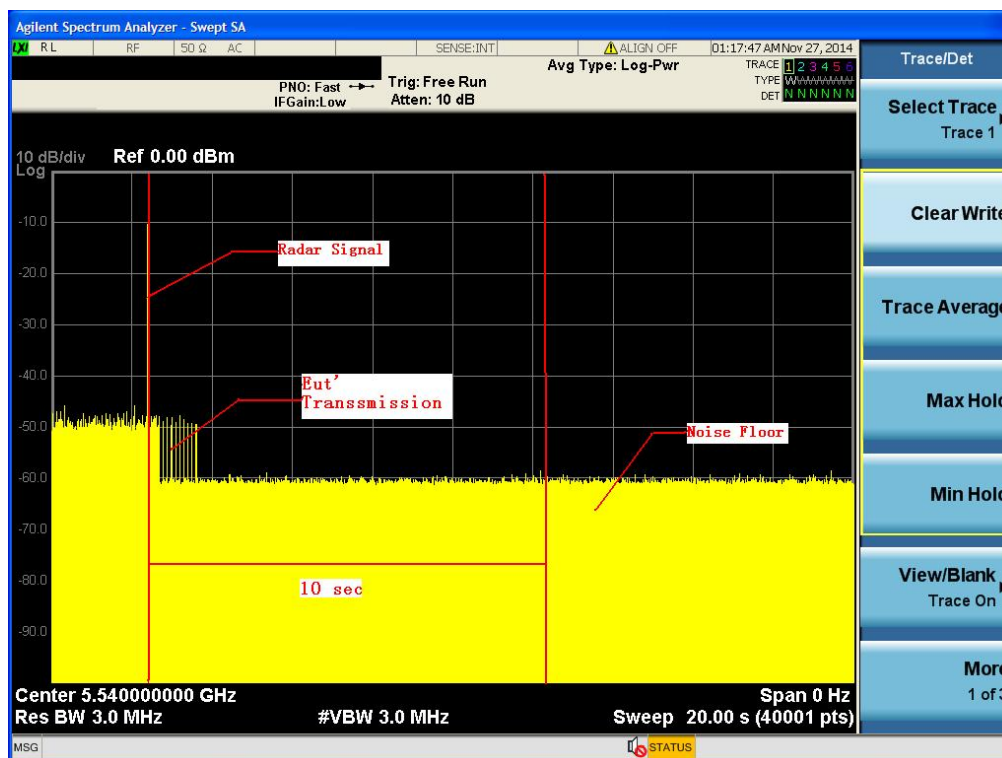 Agilent Spectrum Analyzer - Swept SA
LXI RL RF 50 Ω AC SENSE:INT ALIGN OFF 01:17:47 AM Nov 27, 2014
Trace/Det
Avg Type: Log-Pwr
TRACE 1 2 3 4 5 6
PNO: Fast
Trig: Free Run
TYPE
IFGain:Low
Atten: 10 dB
DET N N N N N N
Select Trace
Trace 1
10 dB/div Ref 0.00 dBm
Log
Clear Write
-10.0
Radar Signal
-20.0
Trace Average
-30.0
-40.0
Eut'
Transsmission
Max Hold
-50.0
Noise Floor
-60.0
Min Hold
-70.0
-80.0
10 sec
View/Blank
Trace On
-90.0
More
1 of 3
Center 5.540000000 GHz Span 0 Hz
Res BW 3.0 MHz #VBW 3.0 MHz Sweep 20.00 s (40001 pts)
MSG STATUS